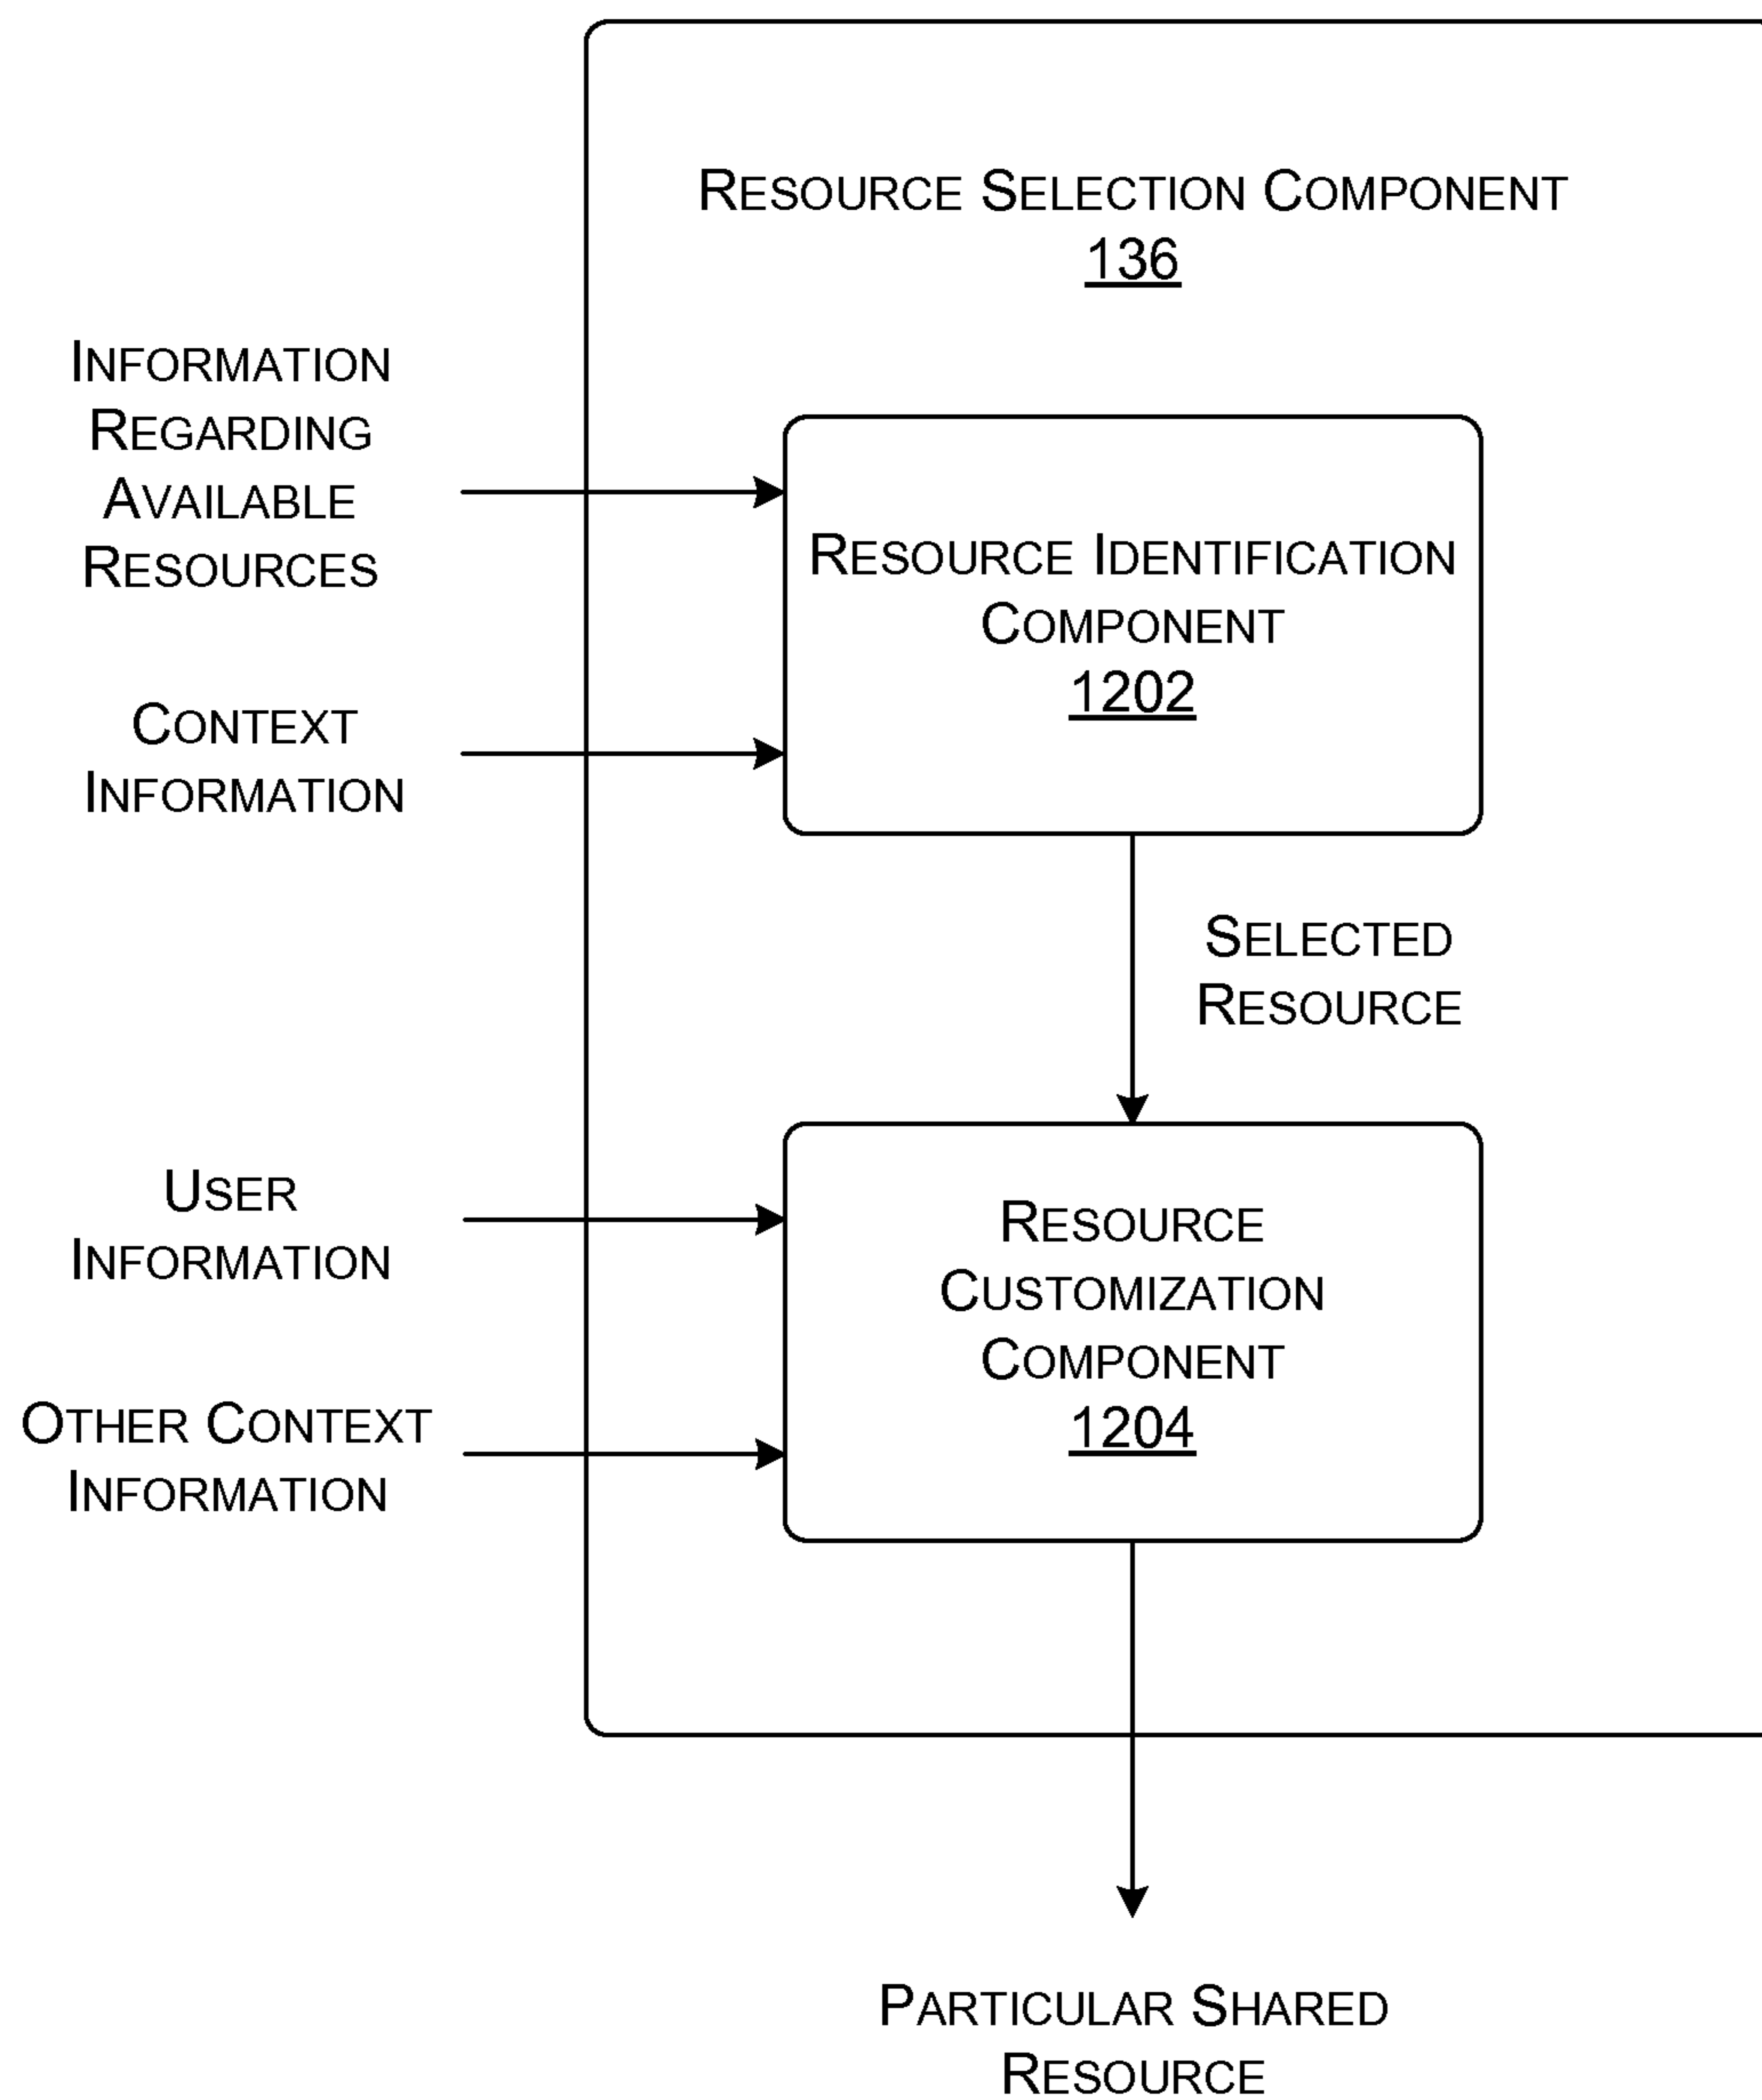 RESOURCE SELECTION COMPONENT
136
INFORMATION
REGARDING
AVAILABLE
RESOURCES
RESOURCE IDENTIFICATION
COMPONENT
1202
CONTEXT
INFORMATION
SELECTED
RESOURCE
USER
INFORMATION
RESOURCE
CUSTOMIZATION
COMPONENT
1204
OTHER CONTEXT
INFORMATION
PARTICULAR SHARED
RESOURCE